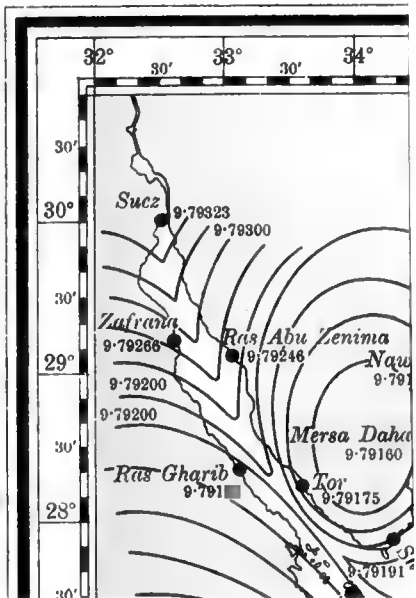 32° 33° 34°
30' 30'
30'
30°
Suez
9·79323
9·79300
30'
Zafrana
9·79266
Ras Abu Zenima
9·79246
29°
9·79200
9·79200
Mersa
9·79160
30'
Ras Gharib
Tor
9·79175
28°
9·79191
30'